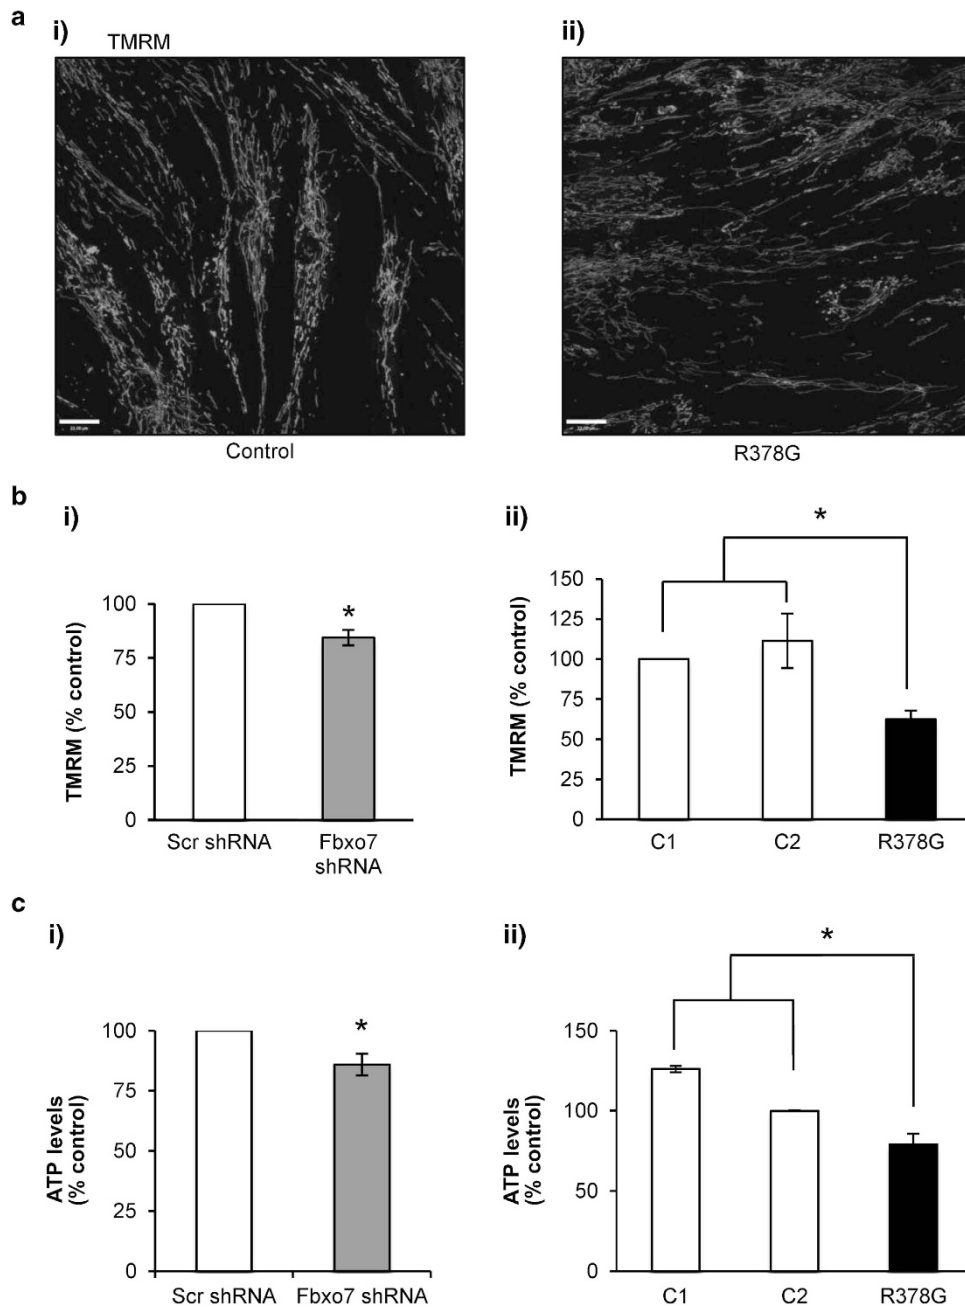 a
i)
TMRM
ii)
Control
R378G
b
i)
ii)
TMRM (% control)
100
75
50
25
0
*
Scr shRNA
Fbxo7
shRNA
TMRM (% control)
150
125
100
75
50
25
0
*
C1
C2
R378G
c
i)
ii)
ATP levels
(% control)
100
75
50
25
0
*
Scr shRNA
Fbxo7 shRNA
ATP levels
(% control)
150
100
50
0
*
C1
C2
R378G